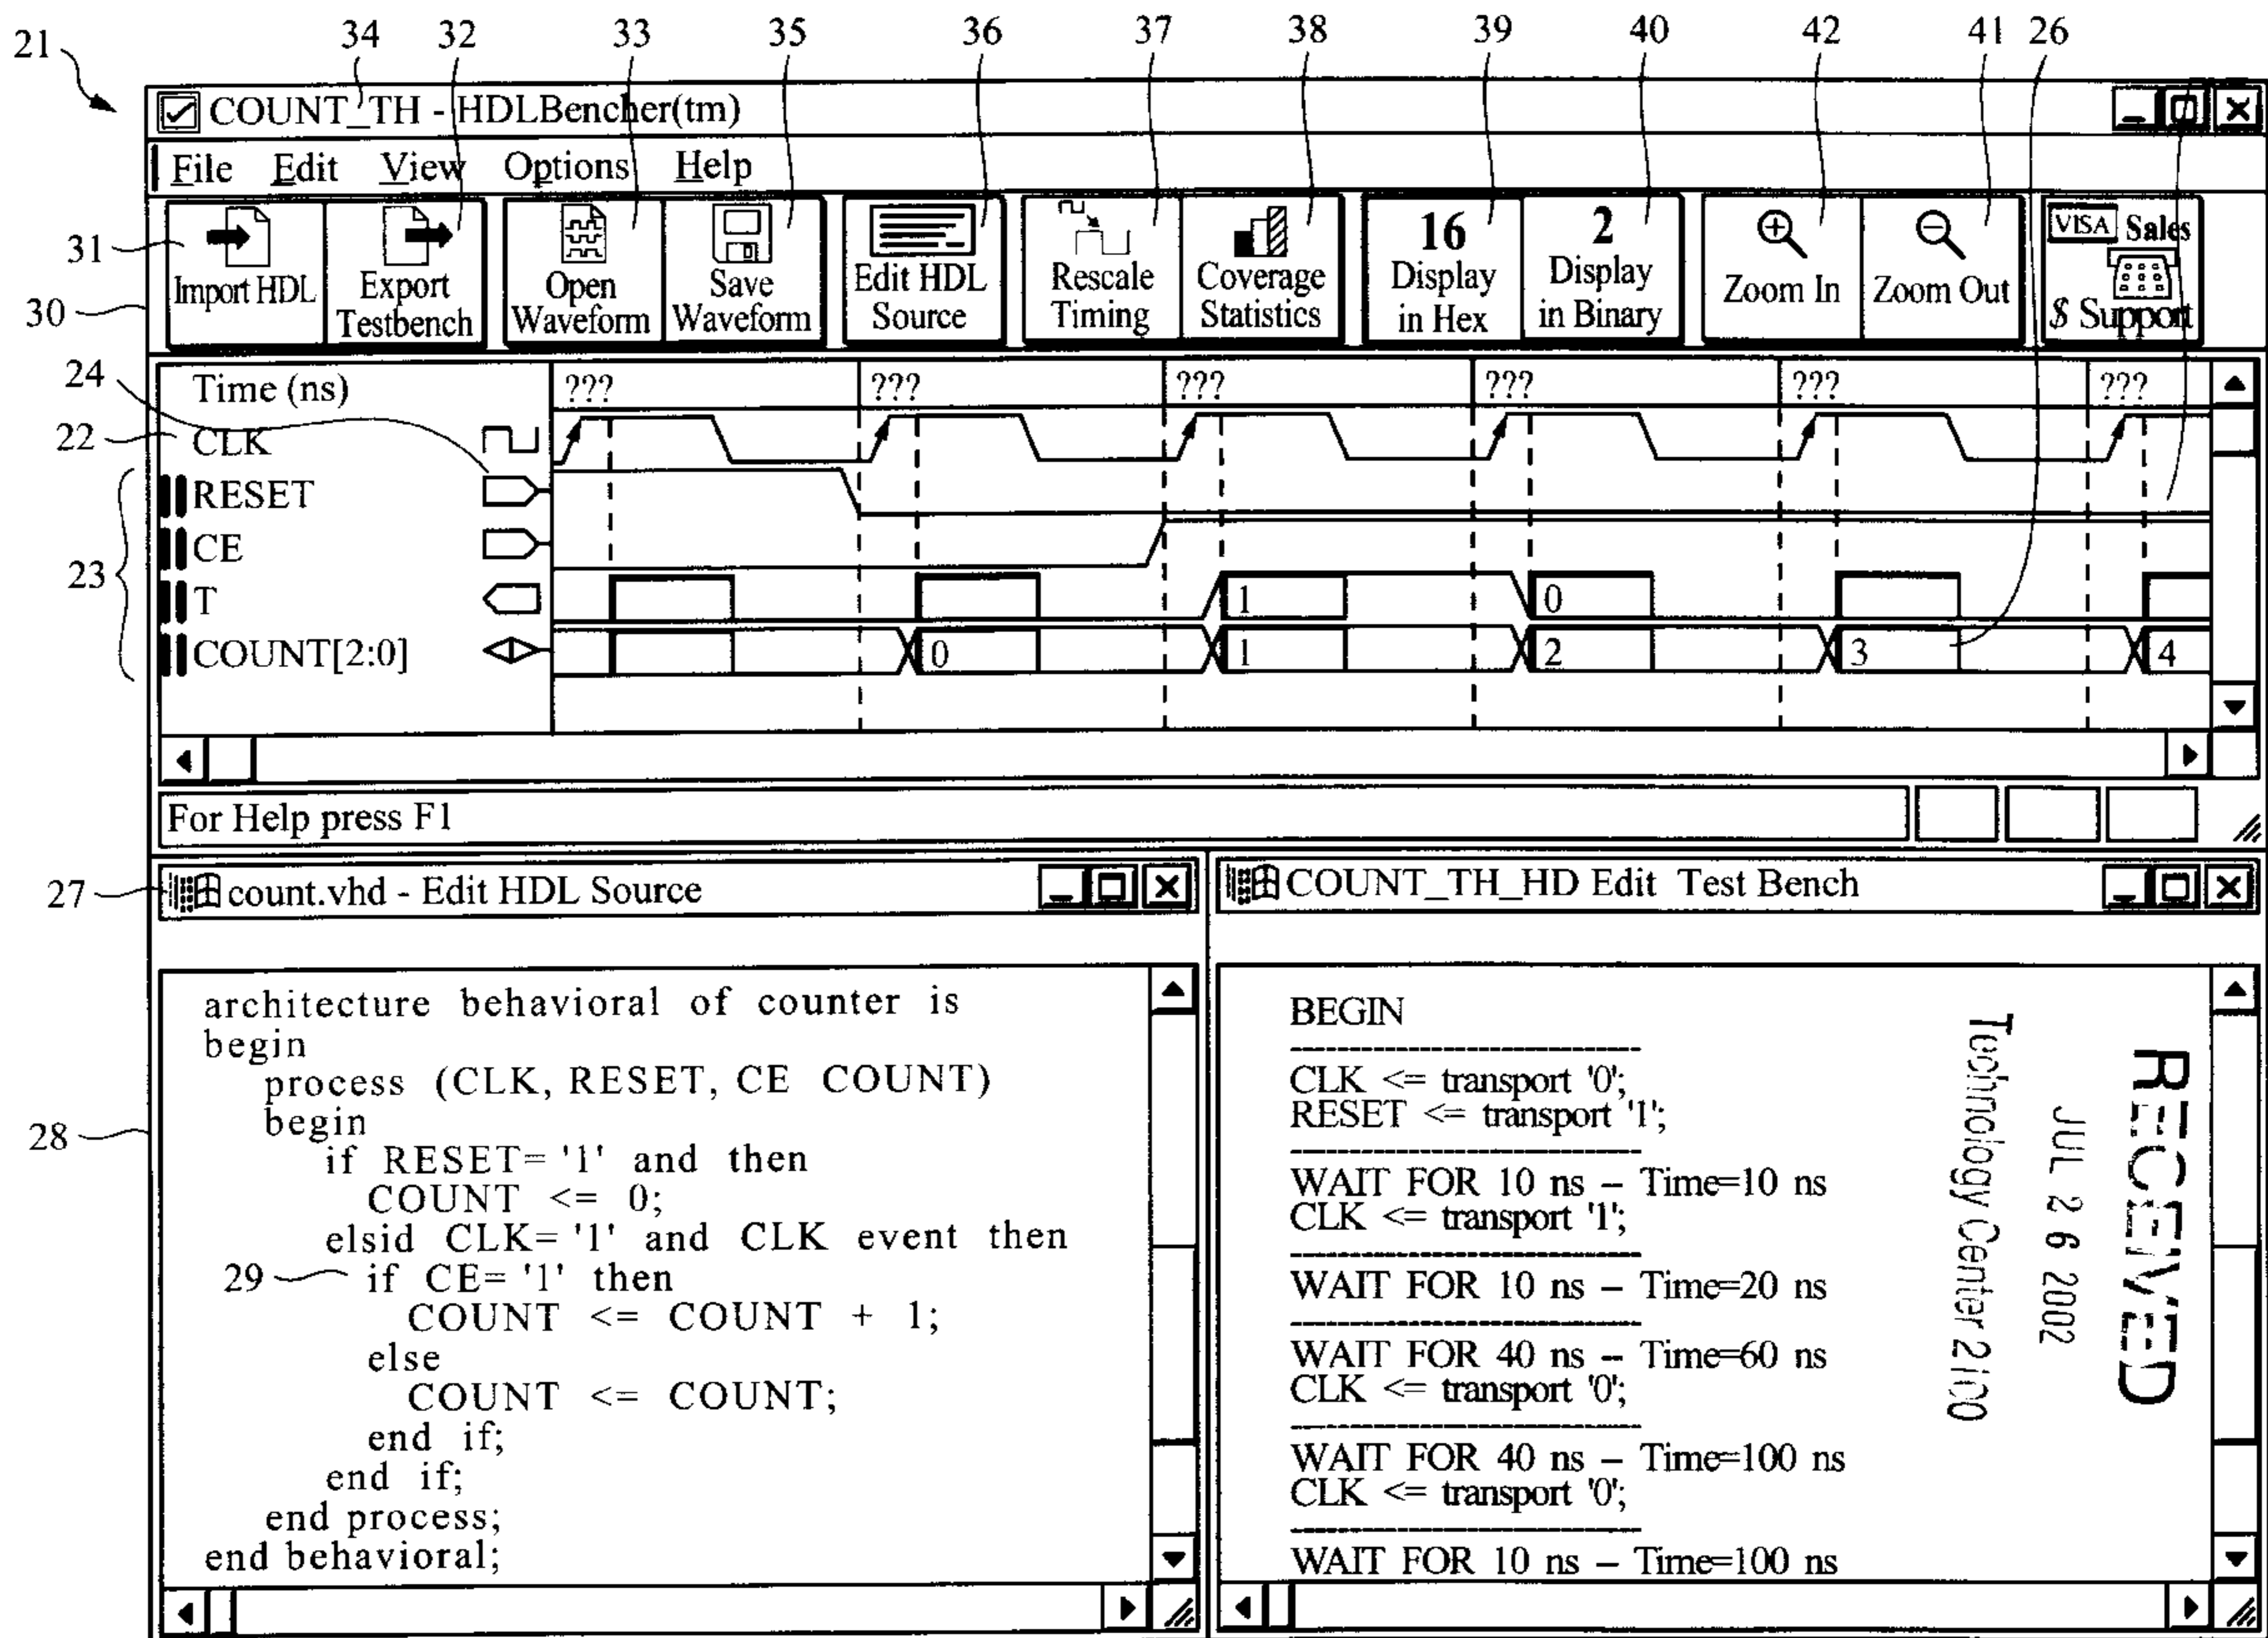 34 32 33 35 36 37 38 39 40 42 41 26
21
COUNT_TH - HDLBencher(tm)
File Edit View Options Help
31
30
Import HDL
Export Testbench
Open Waveform
Save Waveform
Edit HDL Source
Rescale Timing
Coverage Statistics
16 Display in Hex
2 Display in Binary
Zoom In
Zoom Out
VISA Sales
$ Support
24
Time (ns) ??? ??? ??? ??? ??? ???
22 CLK
23
RESET
CE
T 1 0
COUNT[2:0] 0 1 2 3 4
For Help press F1
27
count.vhd - Edit HDL Source
28
architecture behavioral of counter is
begin
process (CLK, RESET, CE COUNT)
begin
if RESET= '1' and then
COUNT <= 0;
elsid CLK= '1' and CLK event then
29 if CE= '1' then
COUNT <= COUNT + 1;
else
COUNT <= COUNT;
end if;
end if;
end process;
end behavioral;
COUNT_TH_HD Edit Test Bench
BEGIN
CLK <= transport '0';
RESET <= transport '1';
WAIT FOR 10 ns – Time=10 ns
CLK <= transport '1';
WAIT FOR 10 ns – Time=20 ns
WAIT FOR 40 ns – Time=60 ns
CLK <= transport '0';
WAIT FOR 40 ns – Time=100 ns
CLK <= transport '0';
WAIT FOR 10 ns – Time=100 ns
RECEIVED
JUL 26 2002
Technology Center 2100